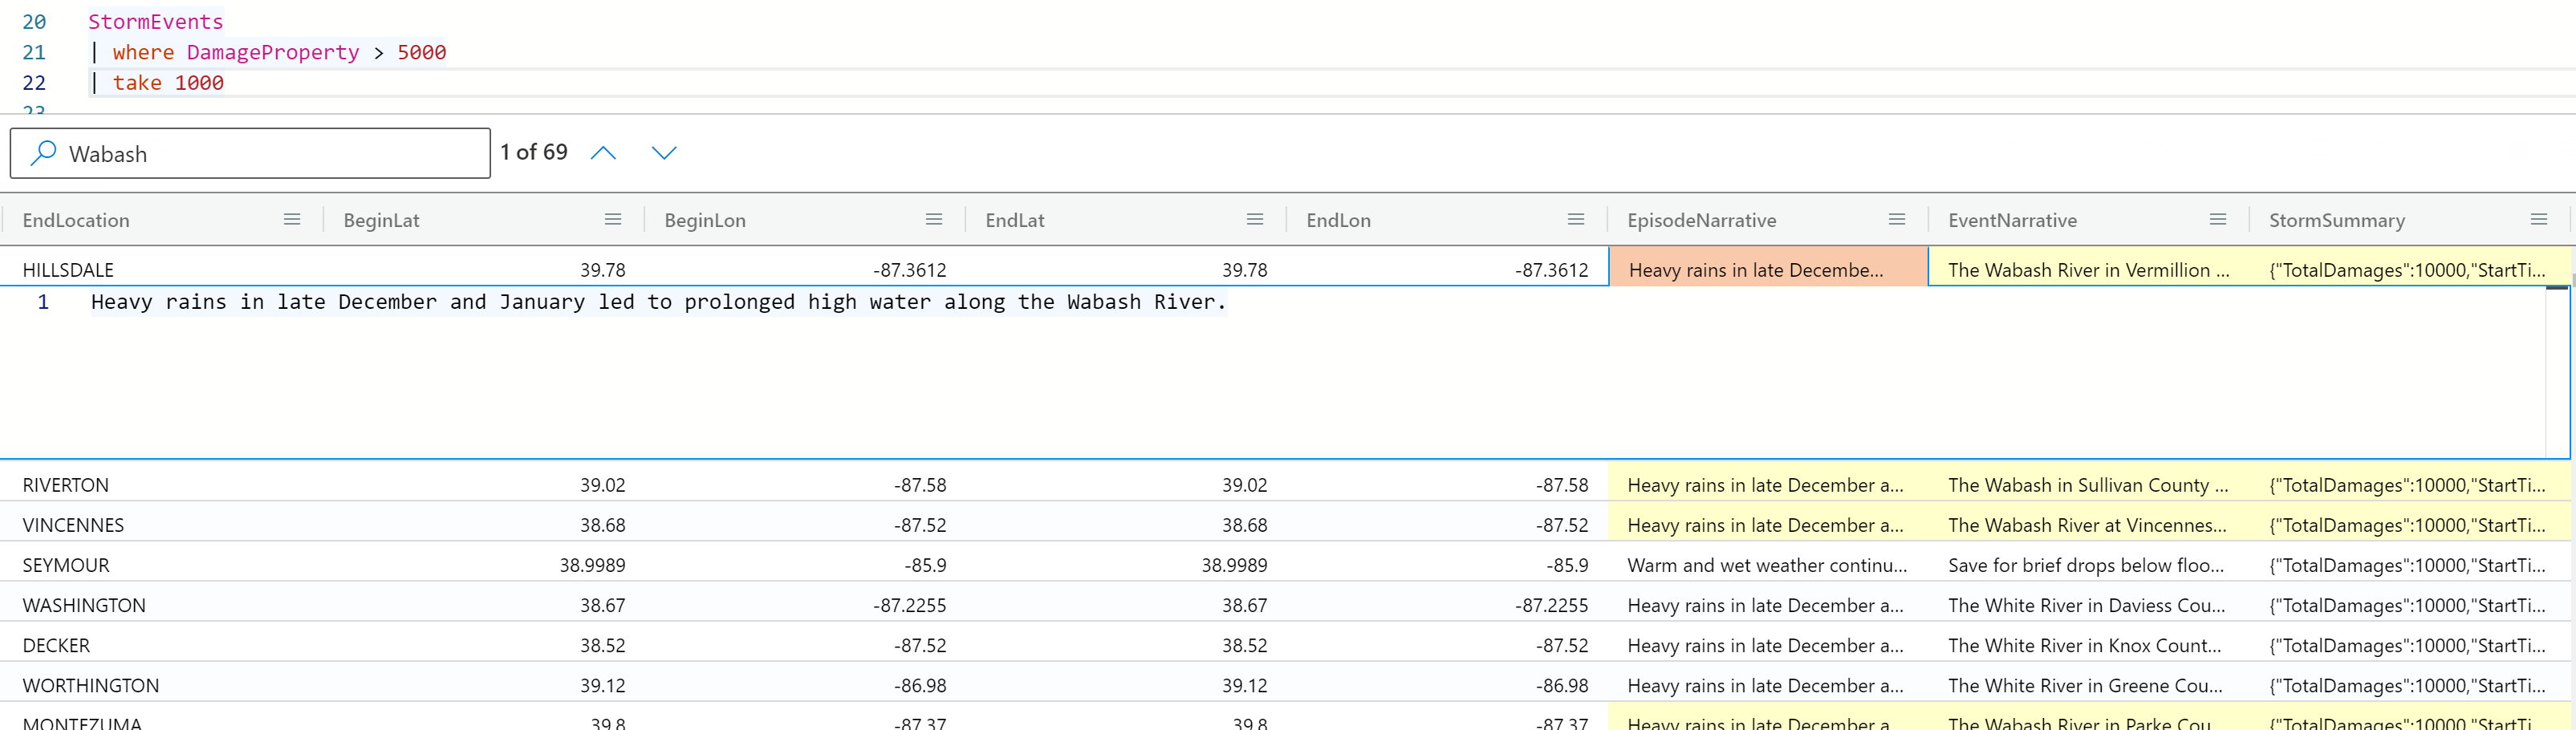 20 StormEvents
21 | where DamageProperty > 5000
22 | take 1000
23
Wabash 1 of 69
EndLocation BeginLat BeginLon EndLat EndLon EpisodeNarrative EventNarrative StormSummary
HILLSDALE 39.78 -87.3612 39.78 -87.3612 Heavy rains in late Decembe... The Wabash River in Vermillion ... {"TotalDamages":10000,"StartTi...
1 Heavy rains in late December and January led to prolonged high water along the Wabash River.
RIVERTON 39.02 -87.58 39.02 -87.58 Heavy rains in late December a... The Wabash in Sullivan County ... {"TotalDamages":10000,"StartTi...
VINCENNES 38.68 -87.52 38.68 -87.52 Heavy rains in late December a... The Wabash River at Vincennes... {"TotalDamages":10000,"StartTi...
SEYMOUR 38.9989 -85.9 38.9989 -85.9 Warm and wet weather continu... Save for brief drops below floo... {"TotalDamages":10000,"StartTi...
WASHINGTON 38.67 -87.2255 38.67 -87.2255 Heavy rains in late December a... The White River in Daviess Cou... {"TotalDamages":10000,"StartTi...
DECKER 38.52 -87.52 38.52 -87.52 Heavy rains in late December a... The White River in Knox Count... {"TotalDamages":10000,"StartTi...
WORTHINGTON 39.12 -86.98 39.12 -86.98 Heavy rains in late December a... The White River in Greene Cou... {"TotalDamages":10000,"StartTi...
MONTEZUMA 39.8 -87.37 39.8 -87.37 Heavy rains in late December a... The Wabash River in Parke Cou... {"TotalDamages":10000,"StartTi...